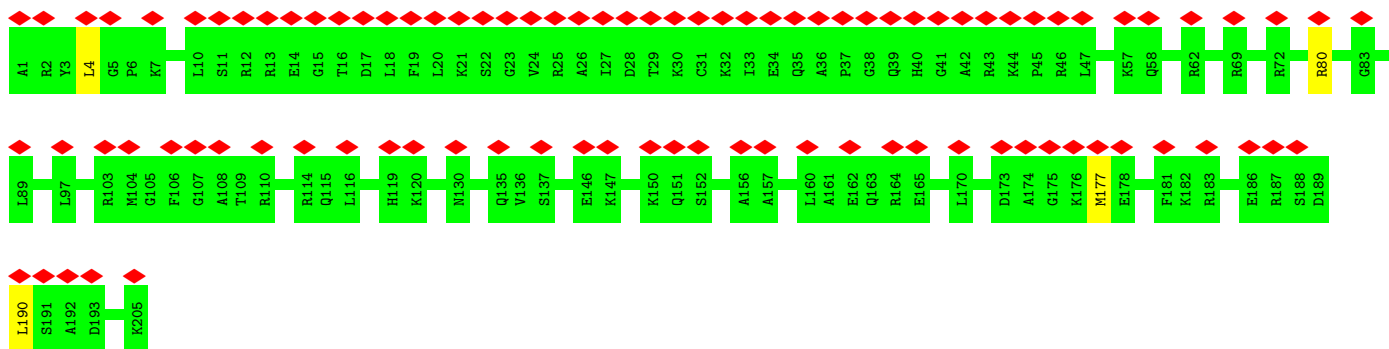 A1 R2 Y3 L4 G5 P6 K7 L10 S11 R12 R13 E14 G15 T16 D17 L18 F19 L20 K21 S22 G23 V24 R25 A26 I27 D28 T29 K30 C31 K32 I33 E34 Q35 A36 P37 G38 Q39 H40 G41 A42 R43 K44 P45 R46 L47 K57 Q58 R62 R69 R72 R80 G83
L89 L97 R103 M104 G105 F106 G107 A108 T109 R110 R114 Q115 L116 H119 K120 N130 Q135 V136 S137 E146 K147 K150 Q151 S152 A156 A157 L160 A161 E162 Q163 R164 E165 L170 D173 A174 G175 K176 M177 E178 F181 K182 R183 E186 R187 S188 D189
L190 S191 A192 D193 K205